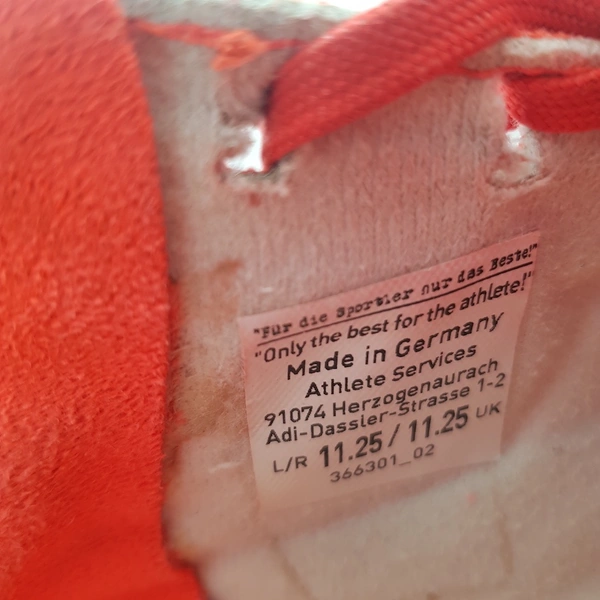 "Für die Sportler nur das Beste!"
"Only the best for the athlete!"
Made in Germany
Athlete Services
91074 Herzogenaurach
Adi-Dassler-Strasse 1-2
L/R 11.25 / 11.25 UK
366301_02